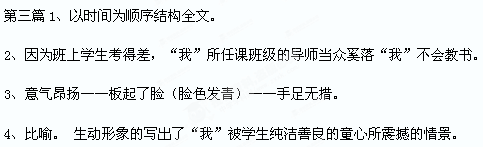 第三篇1、以时间为顺序结构全文。
2、因为班上学生考得差，“我”所任课班级的导师当众奚落“我”不会教书。
3、意气昂扬——板起了脸（脸色发青）——手足无措。
4、比喻。 生动形象的写出了“我”被学生纯洁善良的童心所震撼的情景。